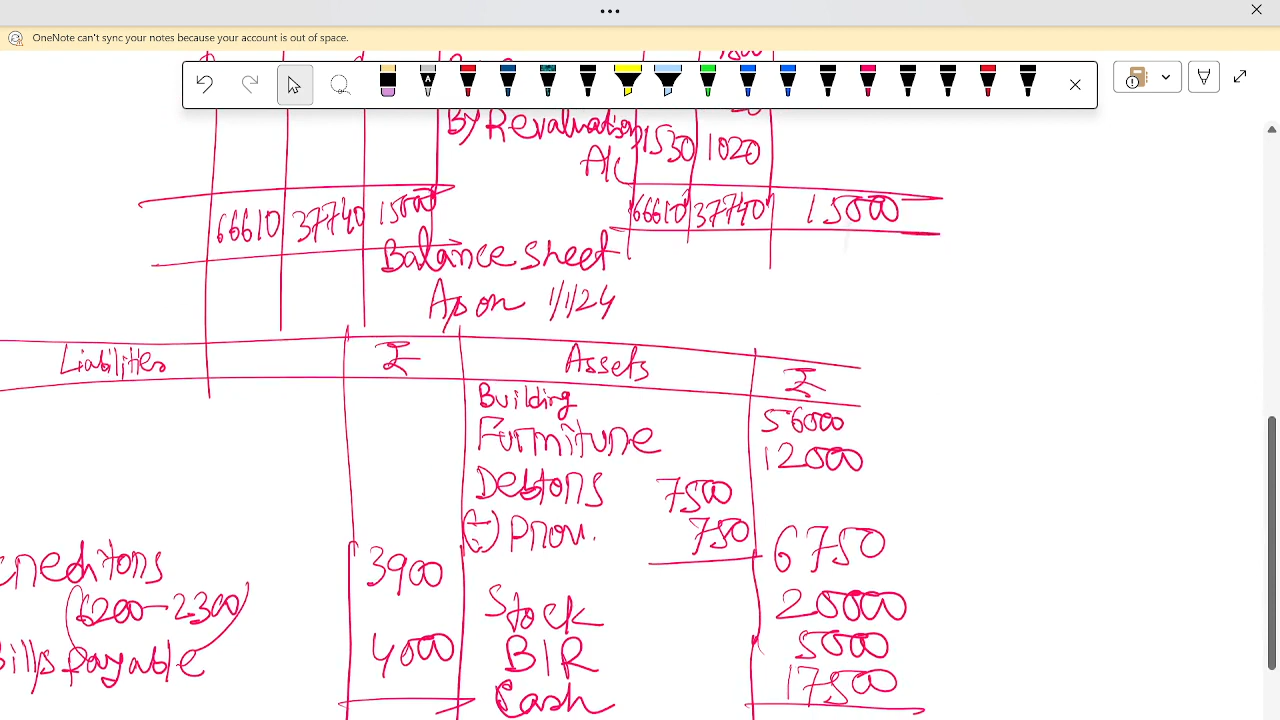 OneNote can't sync your notes because your account is out of space.
By Revaluation 1530 1020
A/c
66610 37740 15000 66610 37740 15000
Balance Sheet
As on 1/1/24
Liabilities ₹ Assets ₹
Building 56000
Furniture 12000
Debtors 7500
(-) Prov. 750 6750
creditors 3900
(6200-2300) Stock 20000
Bills payable 4000 B/R 5000
Cash 17500